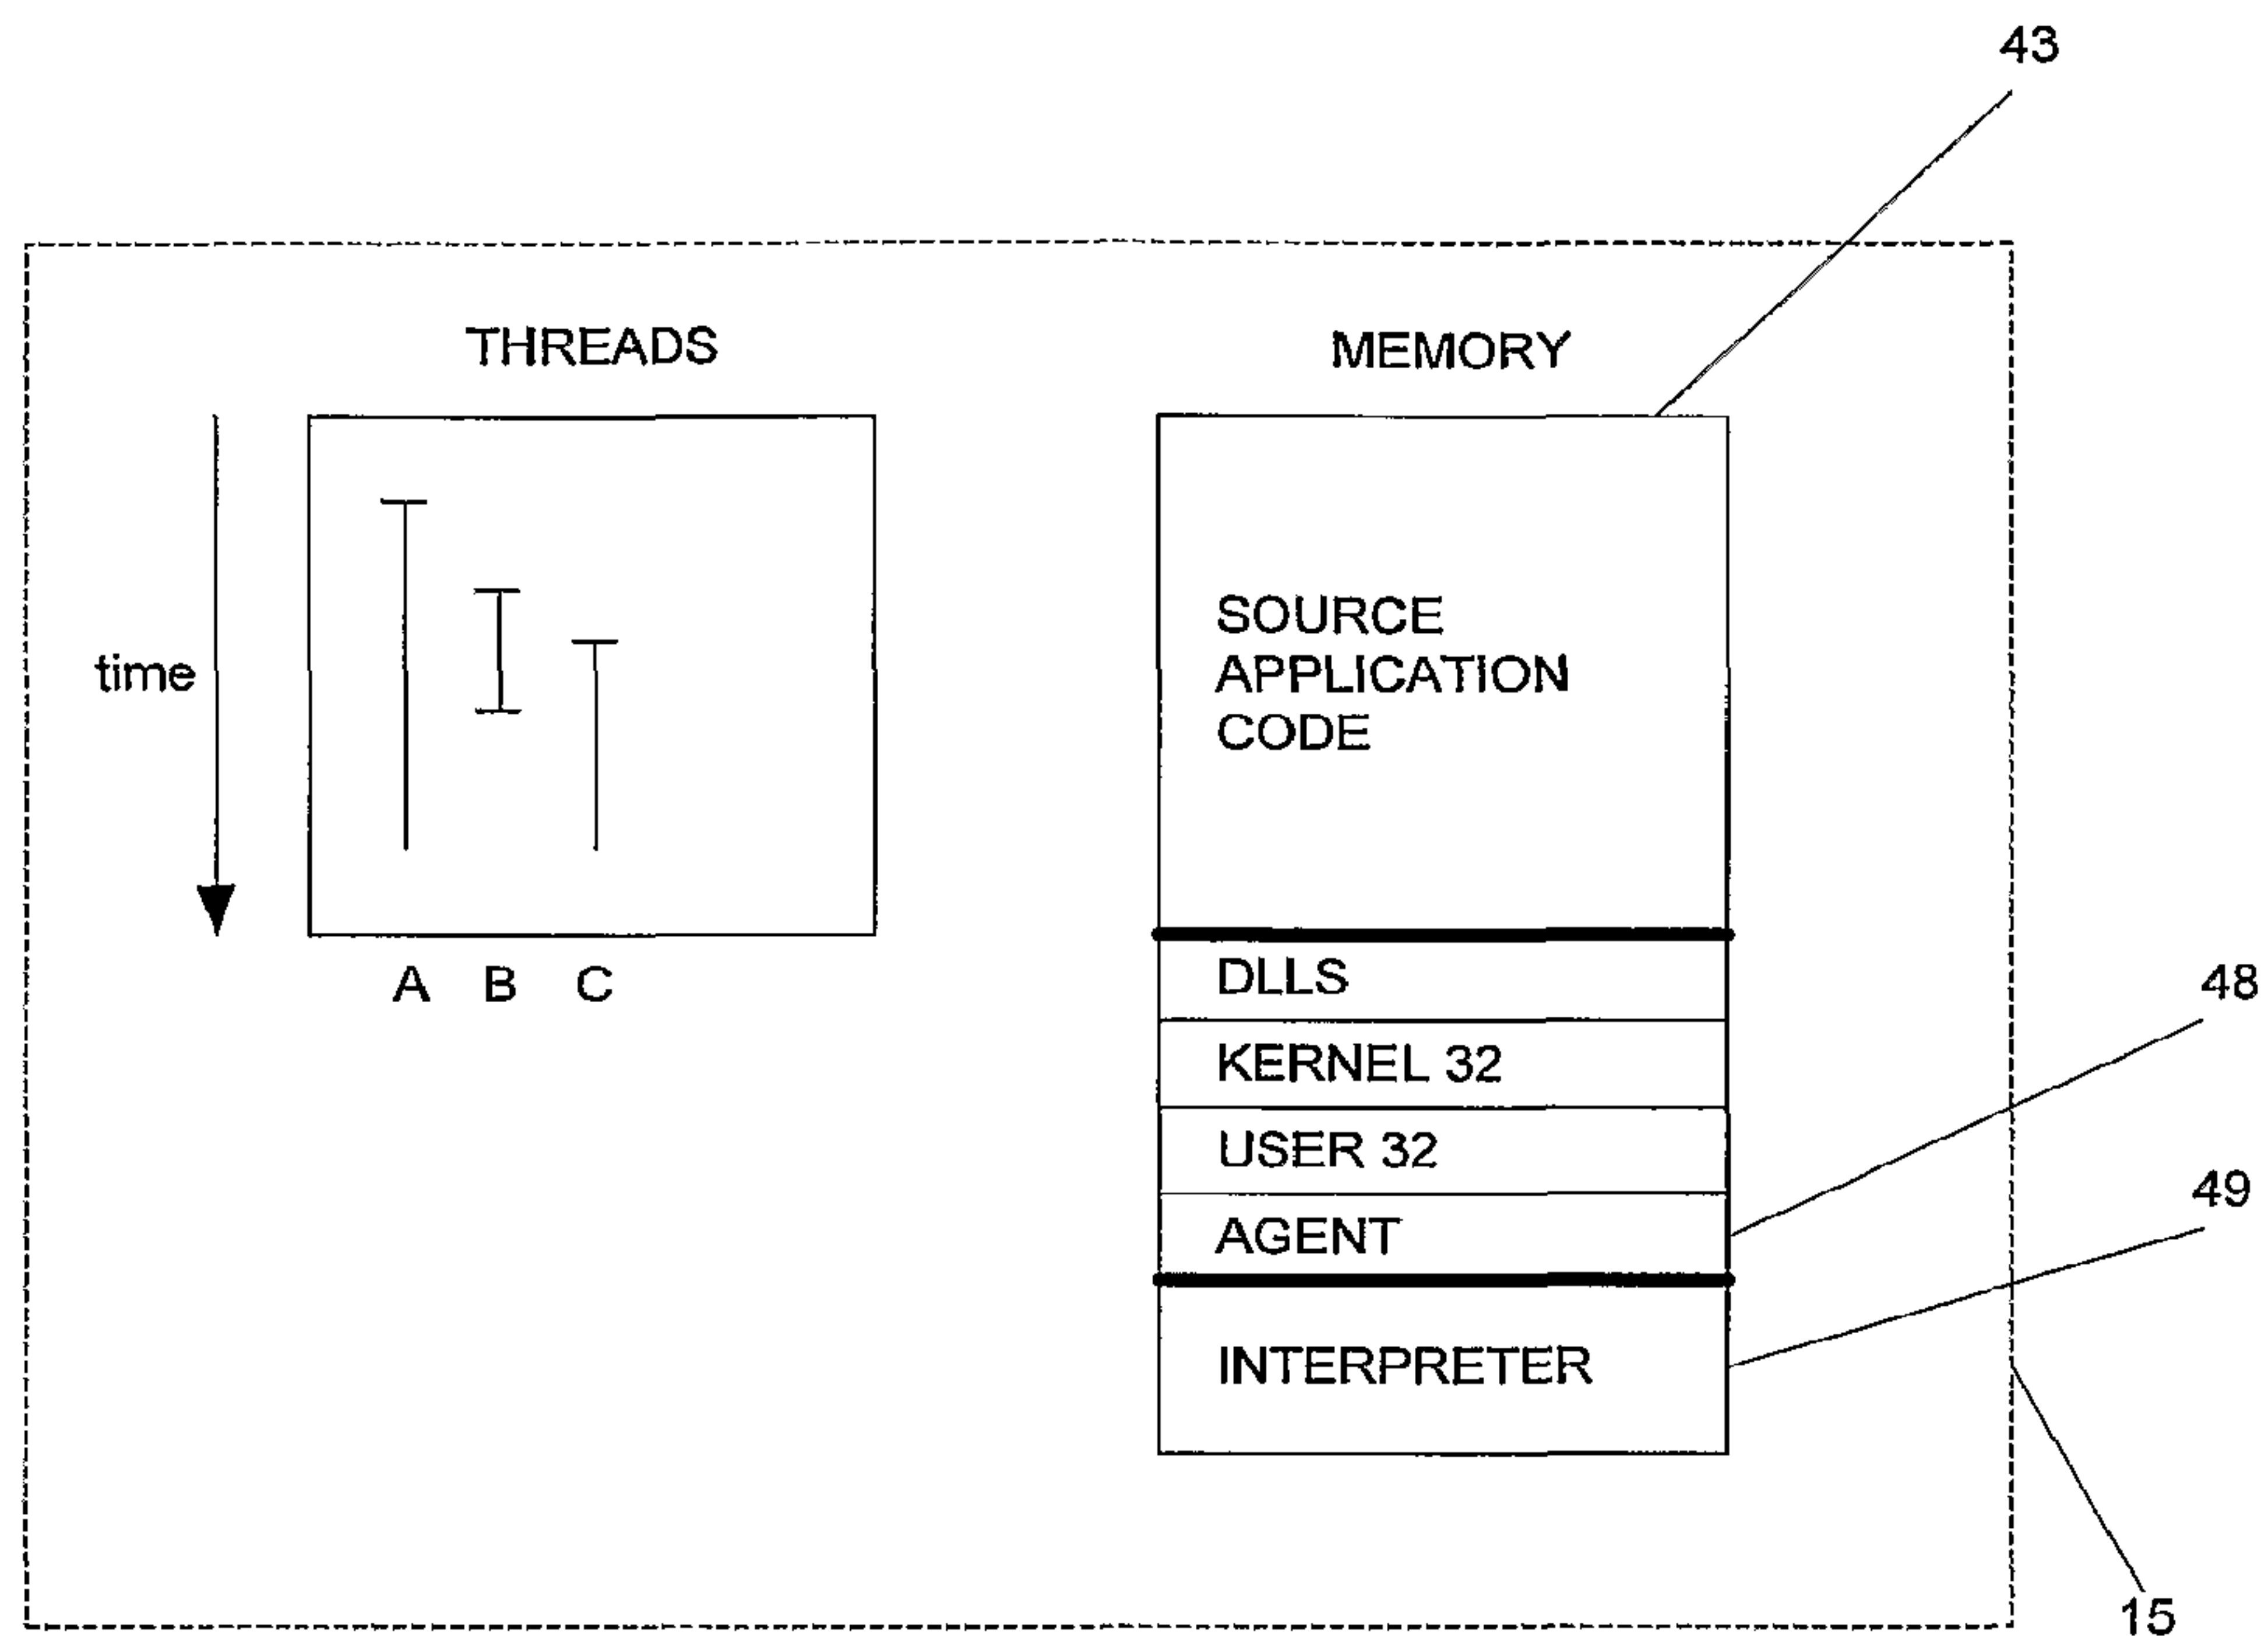 43
THREADS
MEMORY
time
SOURCE
APPLICATION
CODE
A B C
DLLS
48
KERNEL 32
USER 32
49
AGENT
INTERPRETER
15